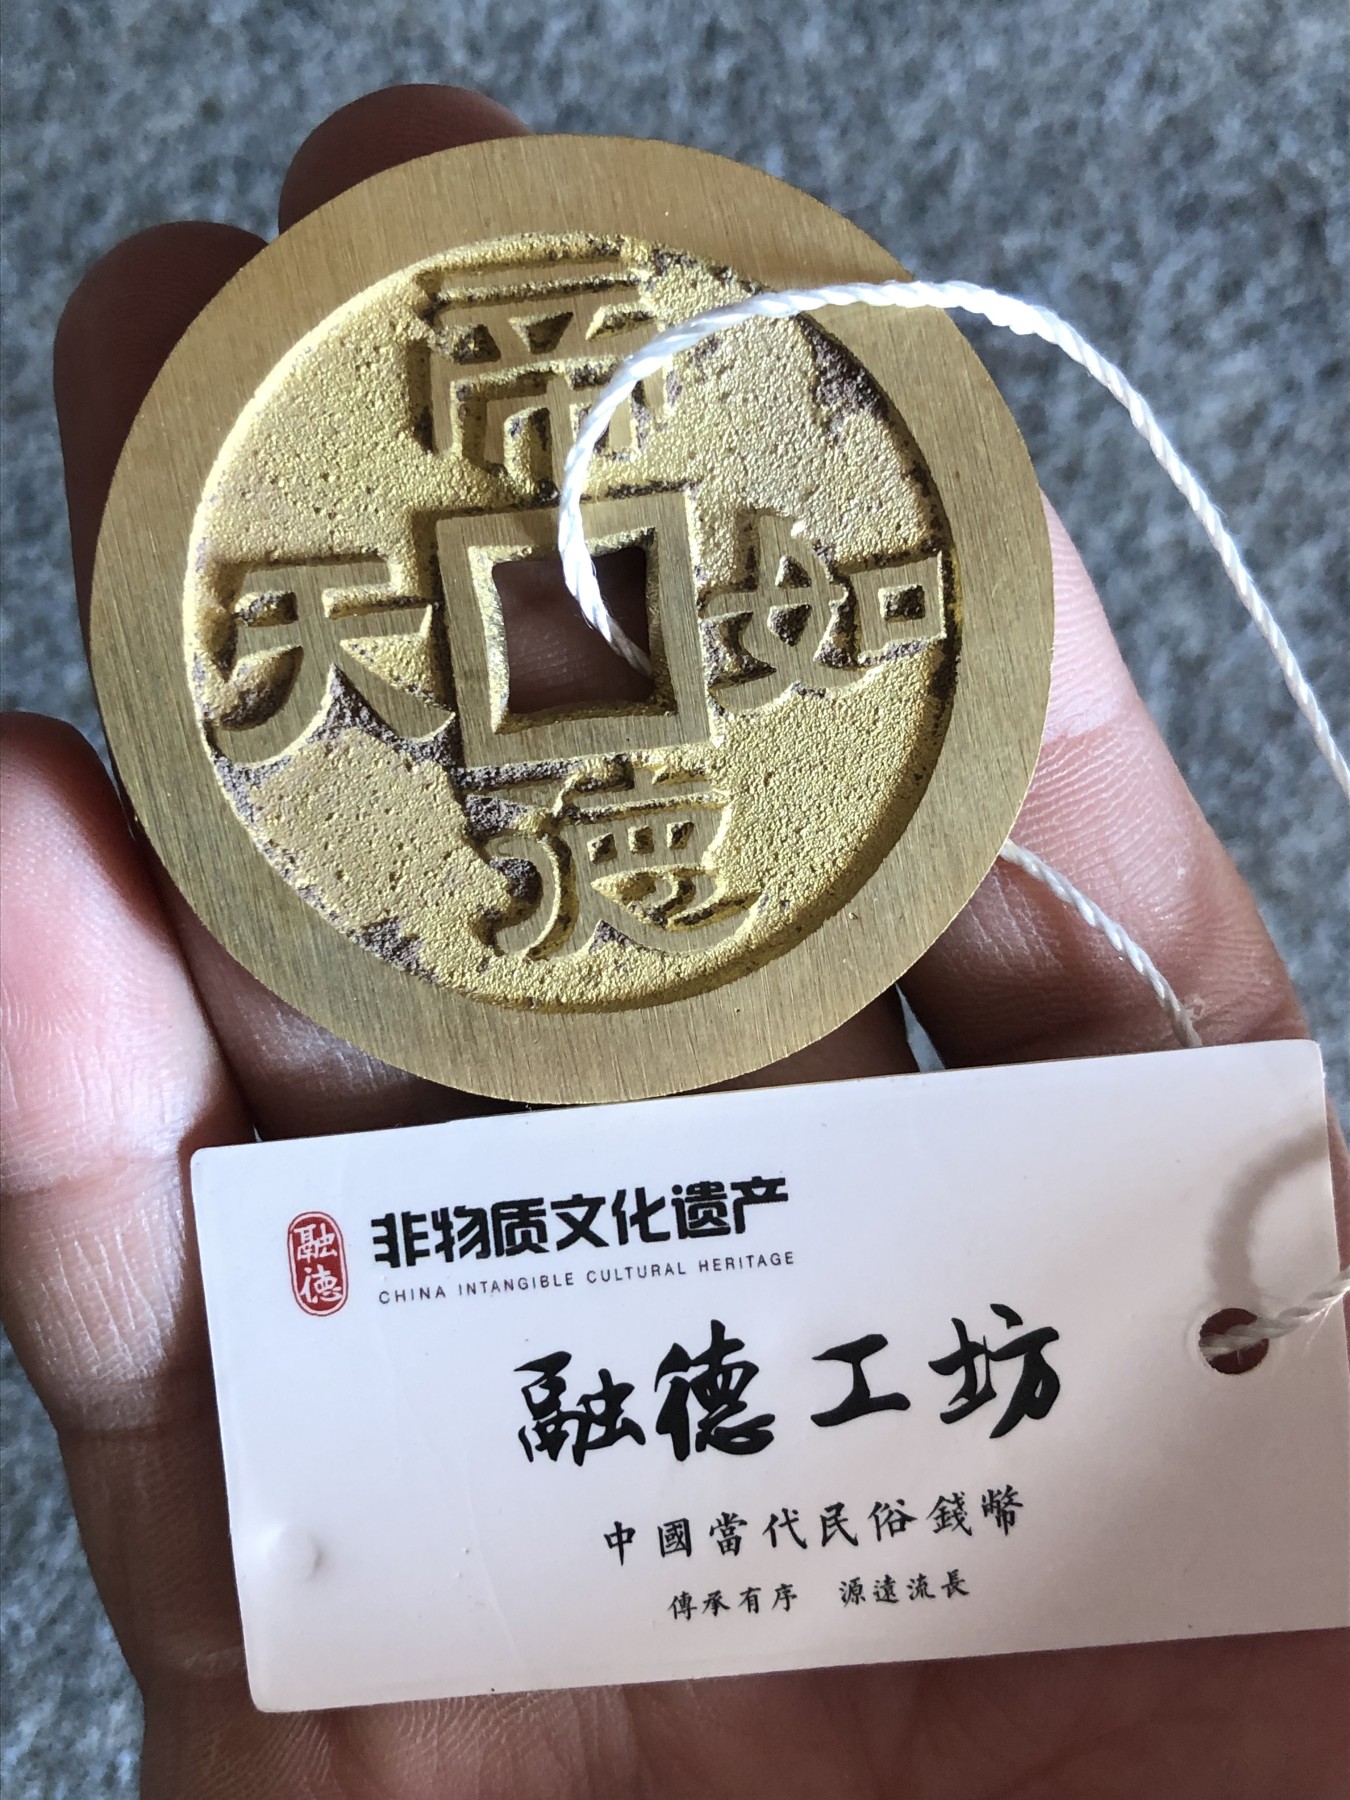 帝德如天
融德
非物质文化遗产
CHINA INTANGIBLE CULTURAL HERITAGE
融德工坊
中國當代民俗錢幣
傳承有序 源遠流長